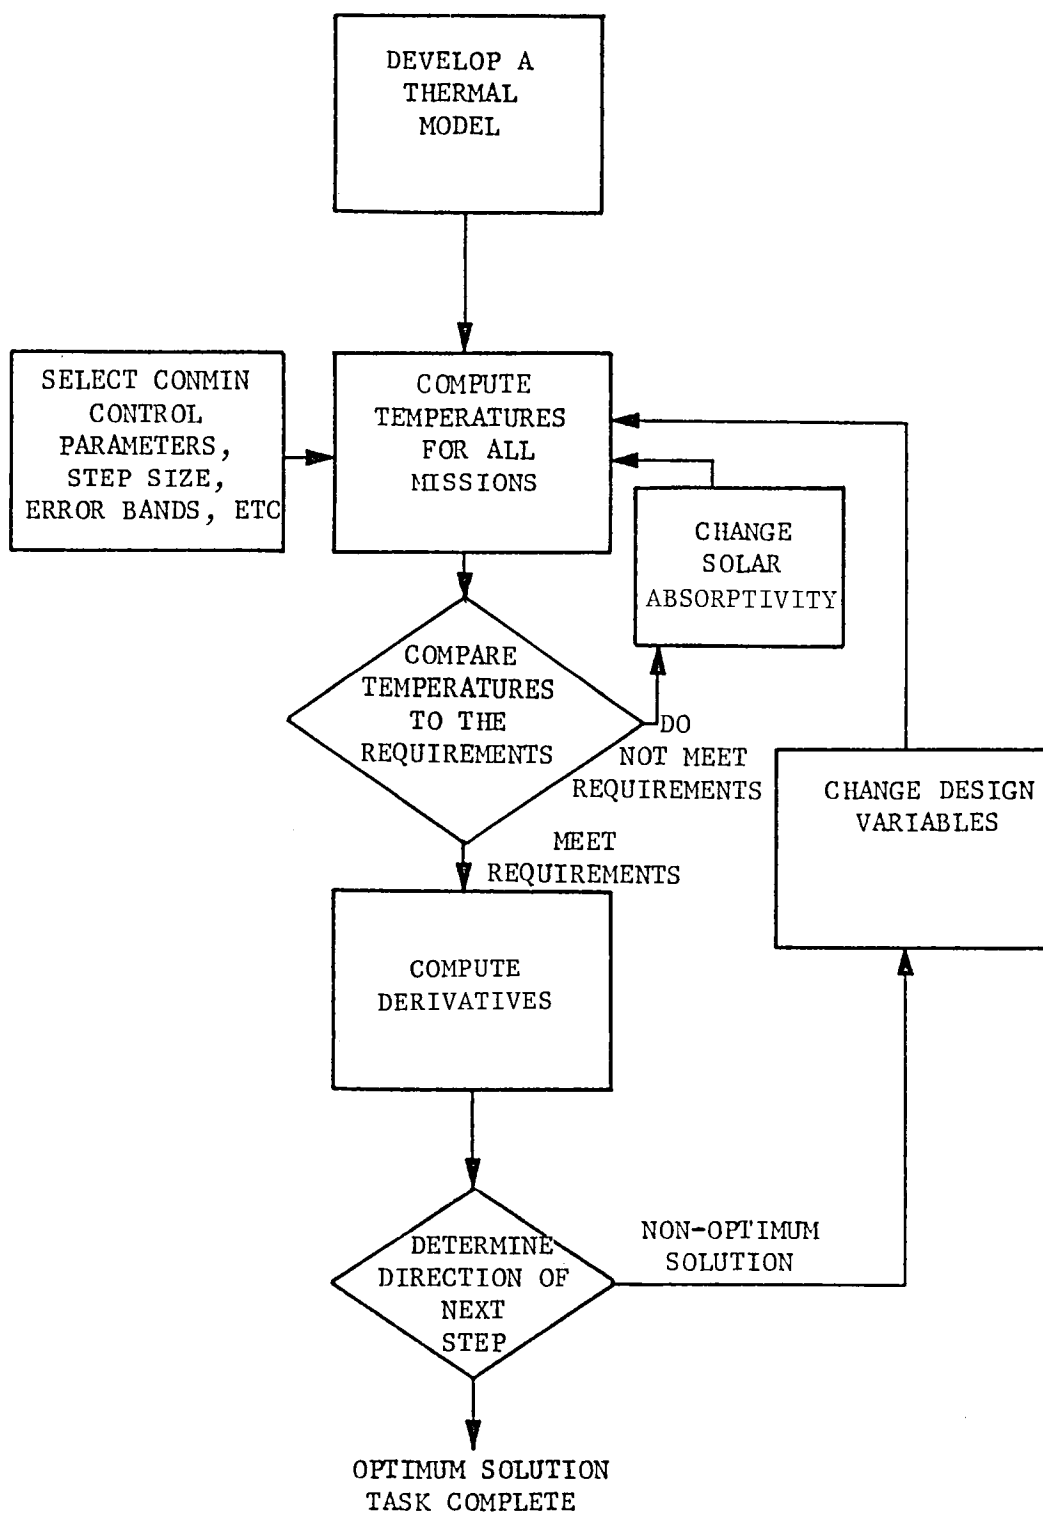 DEVELOP A
THERMAL
MODEL
SELECT CONMIN
CONTROL
PARAMETERS,
STEP SIZE,
ERROR BANDS, ETC
COMPUTE
TEMPERATURES
FOR ALL
MISSIONS
CHANGE
SOLAR
ABSORPTIVITY
COMPARE
TEMPERATURES
TO THE
REQUIREMENTS
DO
NOT MEET
REQUIREMENTS
CHANGE DESIGN
VARIABLES
MEET
REQUIREMENTS
COMPUTE
DERIVATIVES
DETERMINE
DIRECTION OF
NEXT
STEP
NON-OPTIMUM
SOLUTION
OPTIMUM SOLUTION
TASK COMPLETE